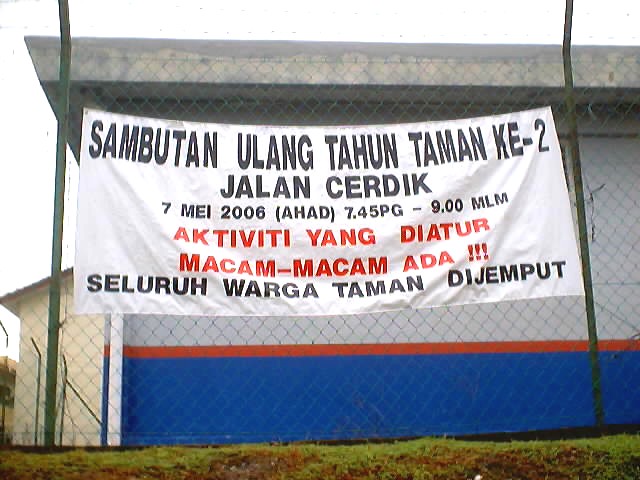 SAMBUTAN ULANG TAHUN TAMAN KE-2
JALAN CERDIK
7 MEI 2006 (AHAD) 7.45PG - 9.00 MLM
AKTIVITI YANG DIATUR
MACAM-MACAM ADA !!!
SELURUH WARGA TAMAN DIJEMPUT